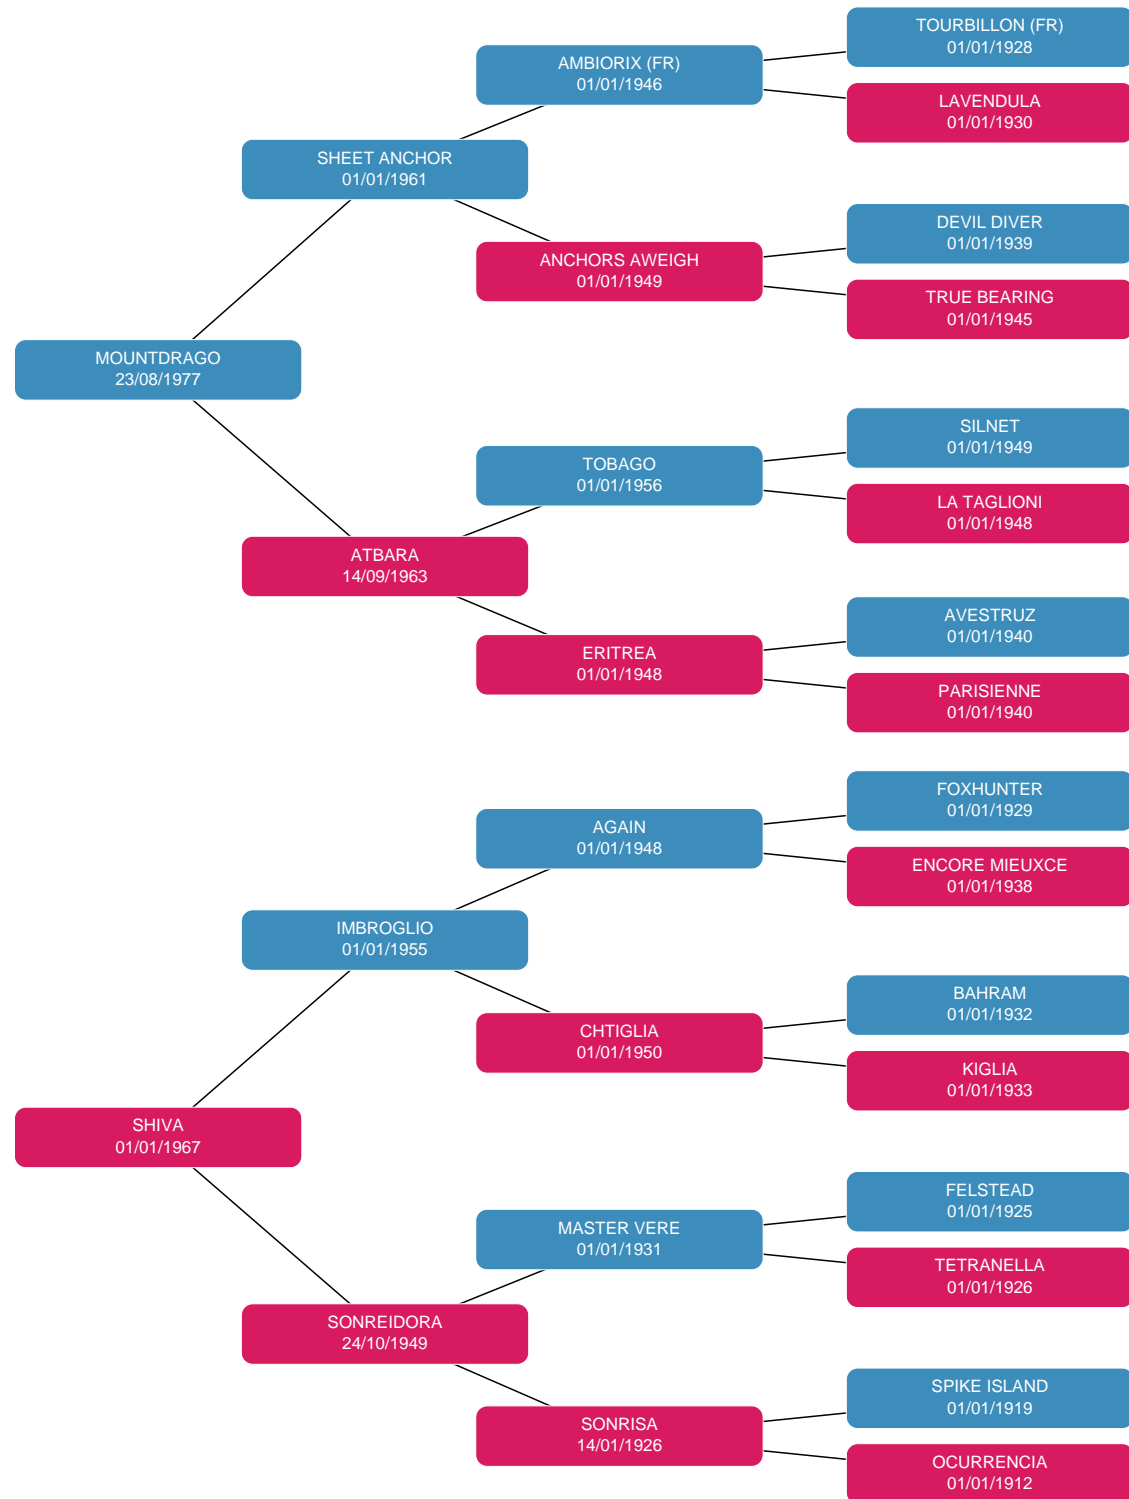 TOURBILLON (FR)
01/01/1928
AMBIORIX (FR)
01/01/1946
LAVENDULA
01/01/1930
SHEET ANCHOR
01/01/1961
DEVIL DIVER
01/01/1939
ANCHORS AWEIGH
01/01/1949
TRUE BEARING
01/01/1945
MOUNTDRAGO
23/08/1977
SILNET
01/01/1949
TOBAGO
01/01/1956
LA TAGLIONI
01/01/1948
ATBARA
14/09/1963
AVESTRUZ
01/01/1940
ERITREA
01/01/1948
PARISIENNE
01/01/1940
FOXHUNTER
01/01/1929
AGAIN
01/01/1948
ENCORE MIEUXCE
01/01/1938
IMBROGLIO
01/01/1955
BAHRAM
01/01/1932
CHTIGLIA
01/01/1950
KIGLIA
01/01/1933
SHIVA
01/01/1967
FELSTEAD
01/01/1925
MASTER VERE
01/01/1931
TETRANELLA
01/01/1926
SONREIDORA
24/10/1949
SPIKE ISLAND
01/01/1919
SONRISA
14/01/1926
OCURRENCIA
01/01/1912